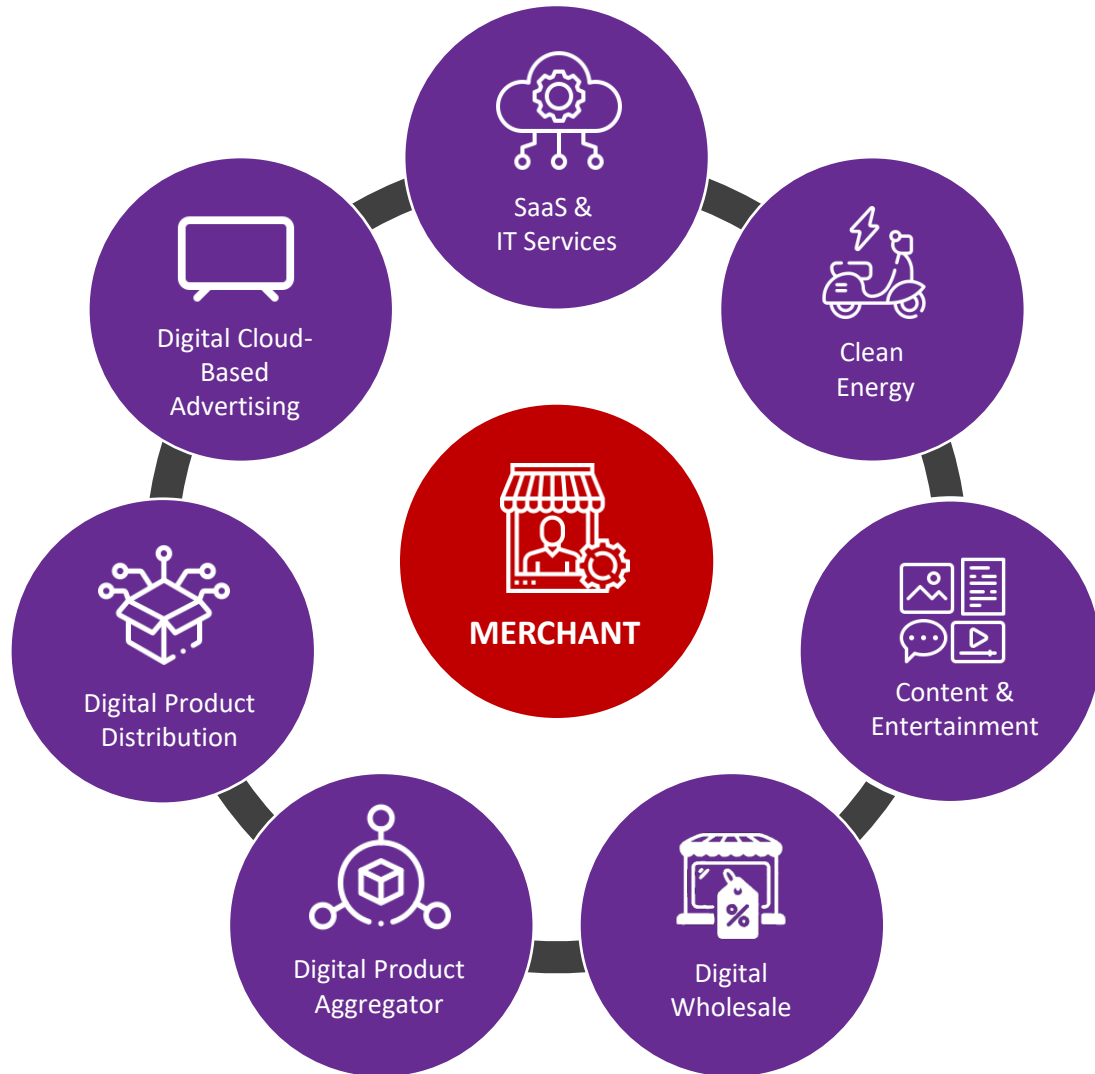 SaaS &
IT Services
Clean
Energy
Content &
Entertainment
Digital
Wholesale
Digital Product
Aggregator
Digital Product
Distribution
Digital Cloud-
Based
Advertising
MERCHANT
%